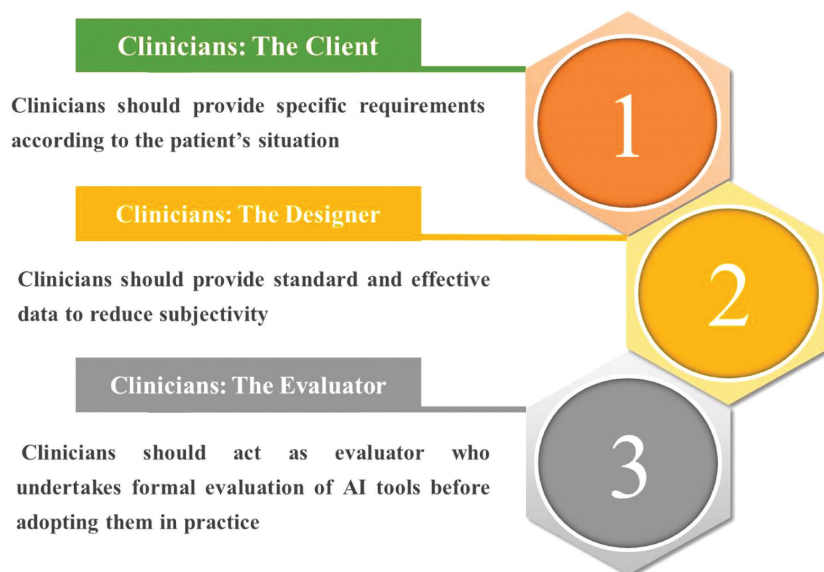 Clinicians: The Client
1
Clinicians should provide specific requirements
according to the patient’s situation
Clinicians: The Designer
2
Clinicians should provide standard and effective
data to reduce subjectivity
Clinicians: The Evaluator
3
Clinicians should act as evaluator who
undertakes formal evaluation of AI tools before
adopting them in practice